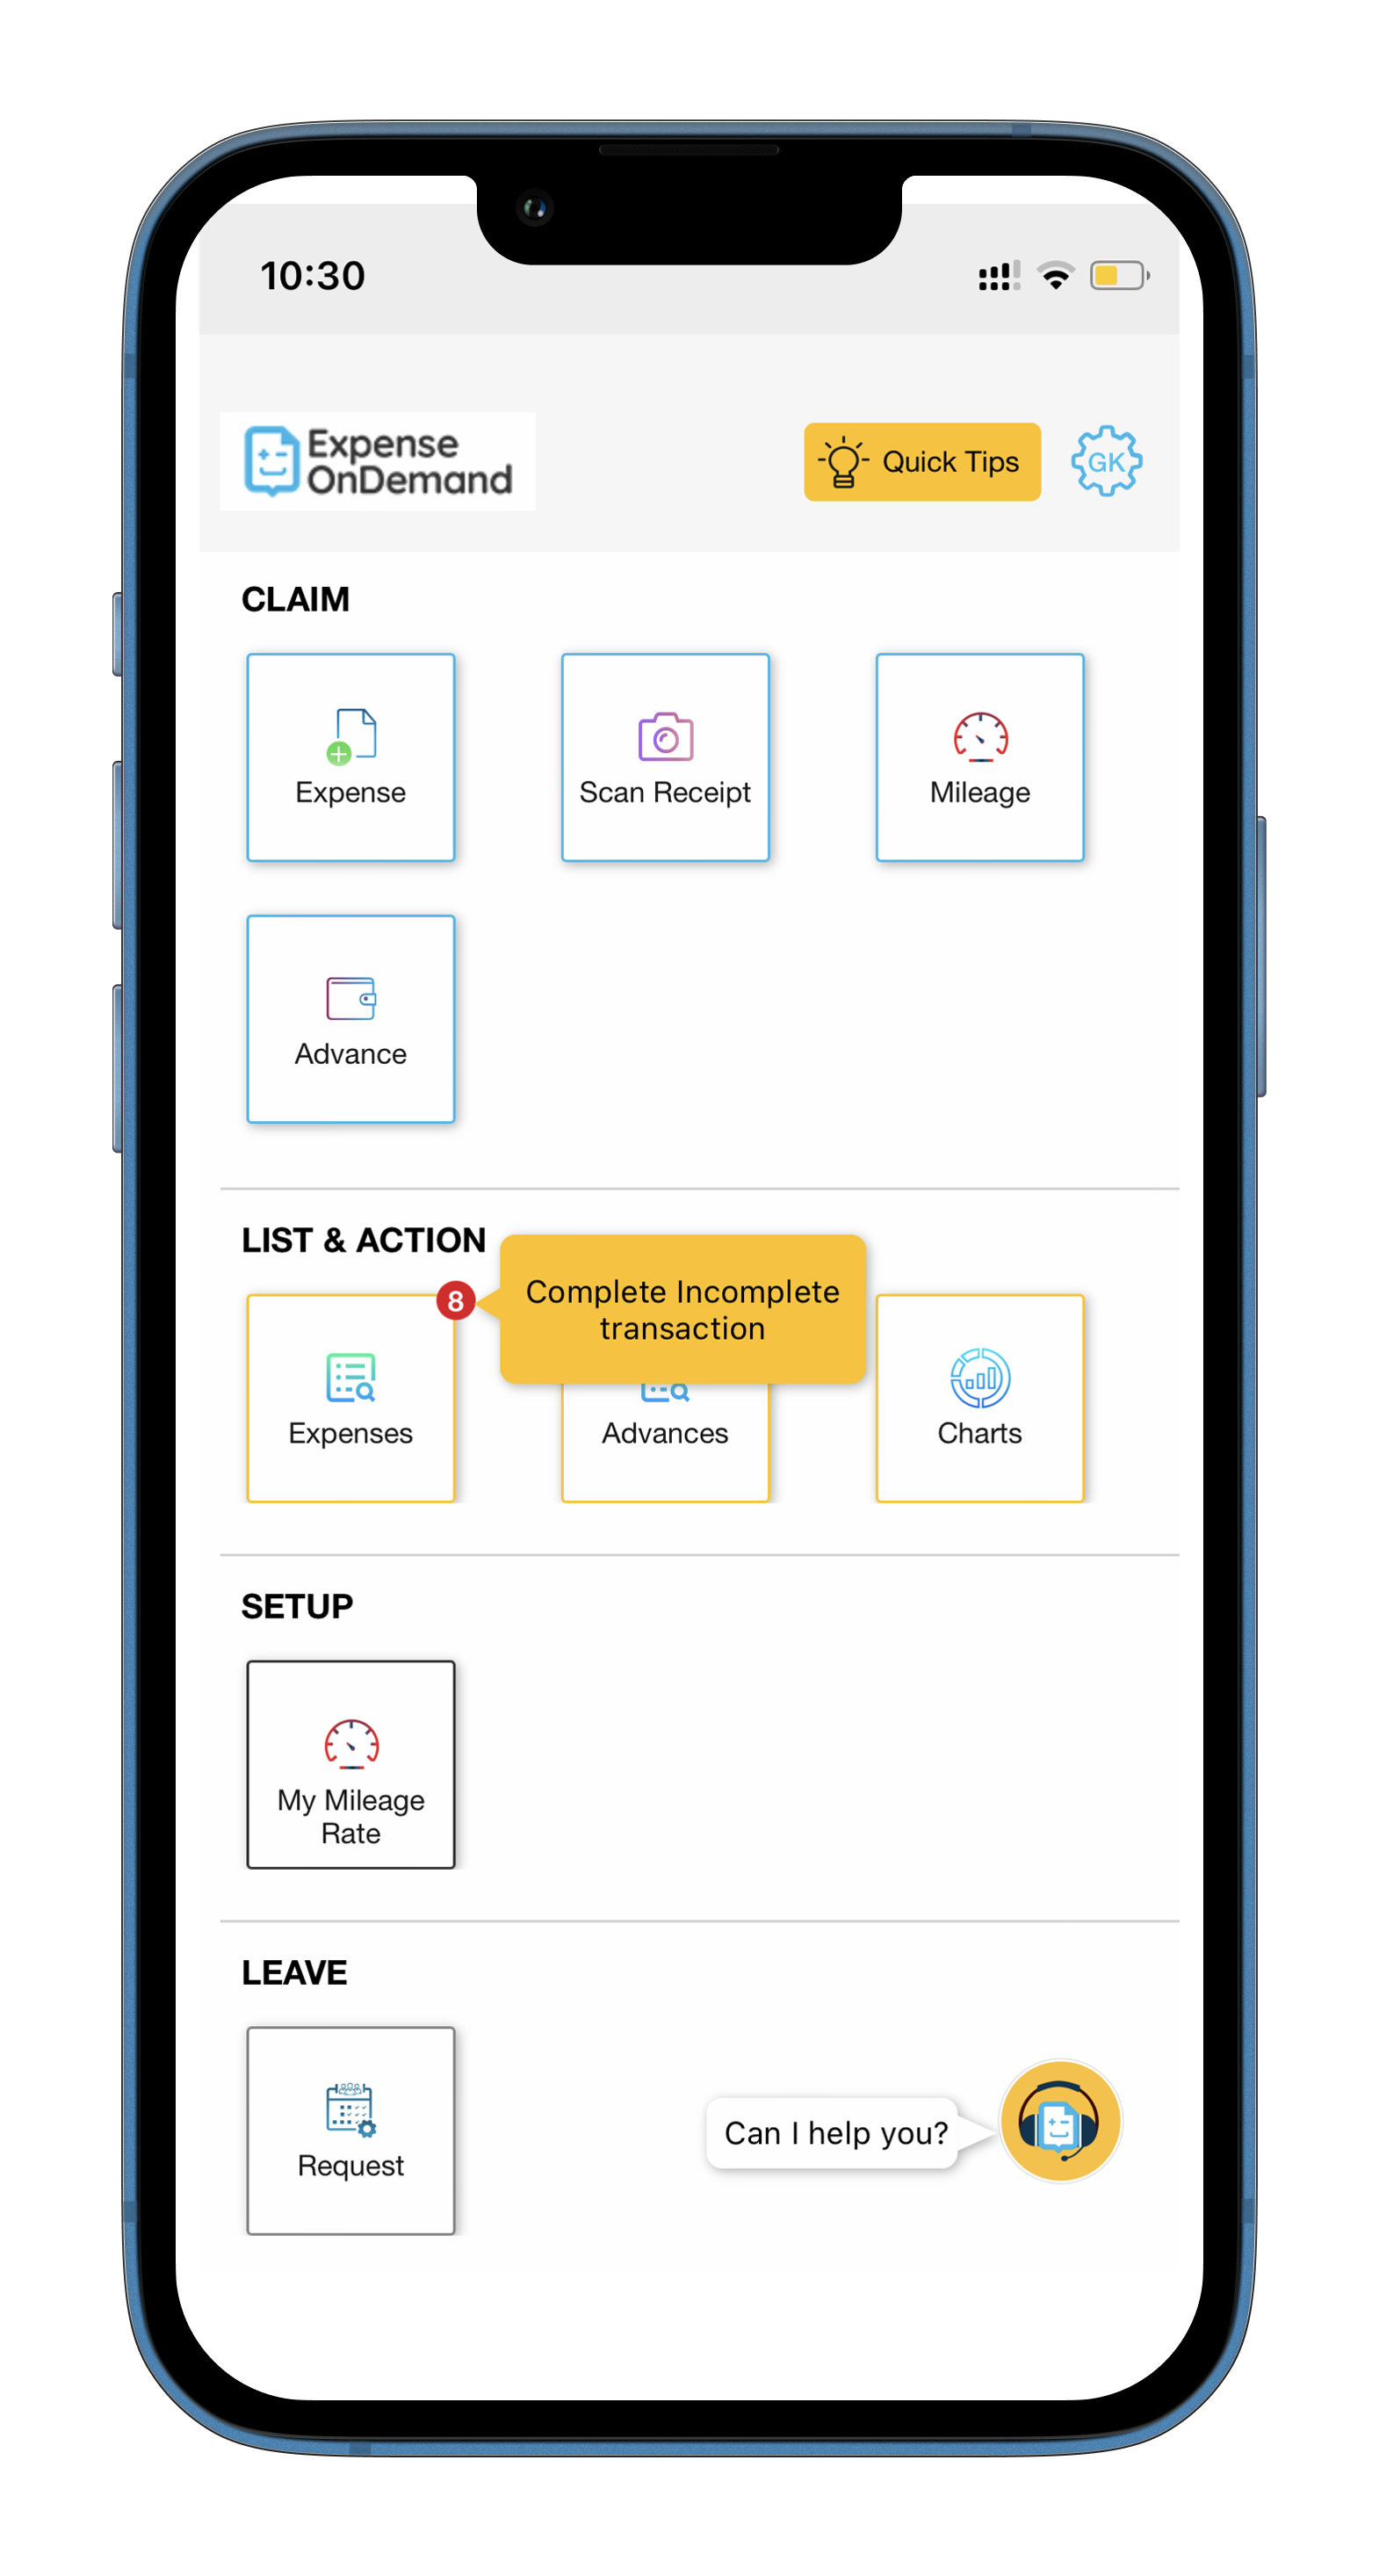 10:30
Expense
OnDemand
Quick Tips
GK
CLAIM
Expense
Scan Receipt
Mileage
Advance
LIST & ACTION
8
Complete Incomplete
transaction
Expenses
Advances
Charts
SETUP
My Mileage
Rate
LEAVE
Request
Can I help you?